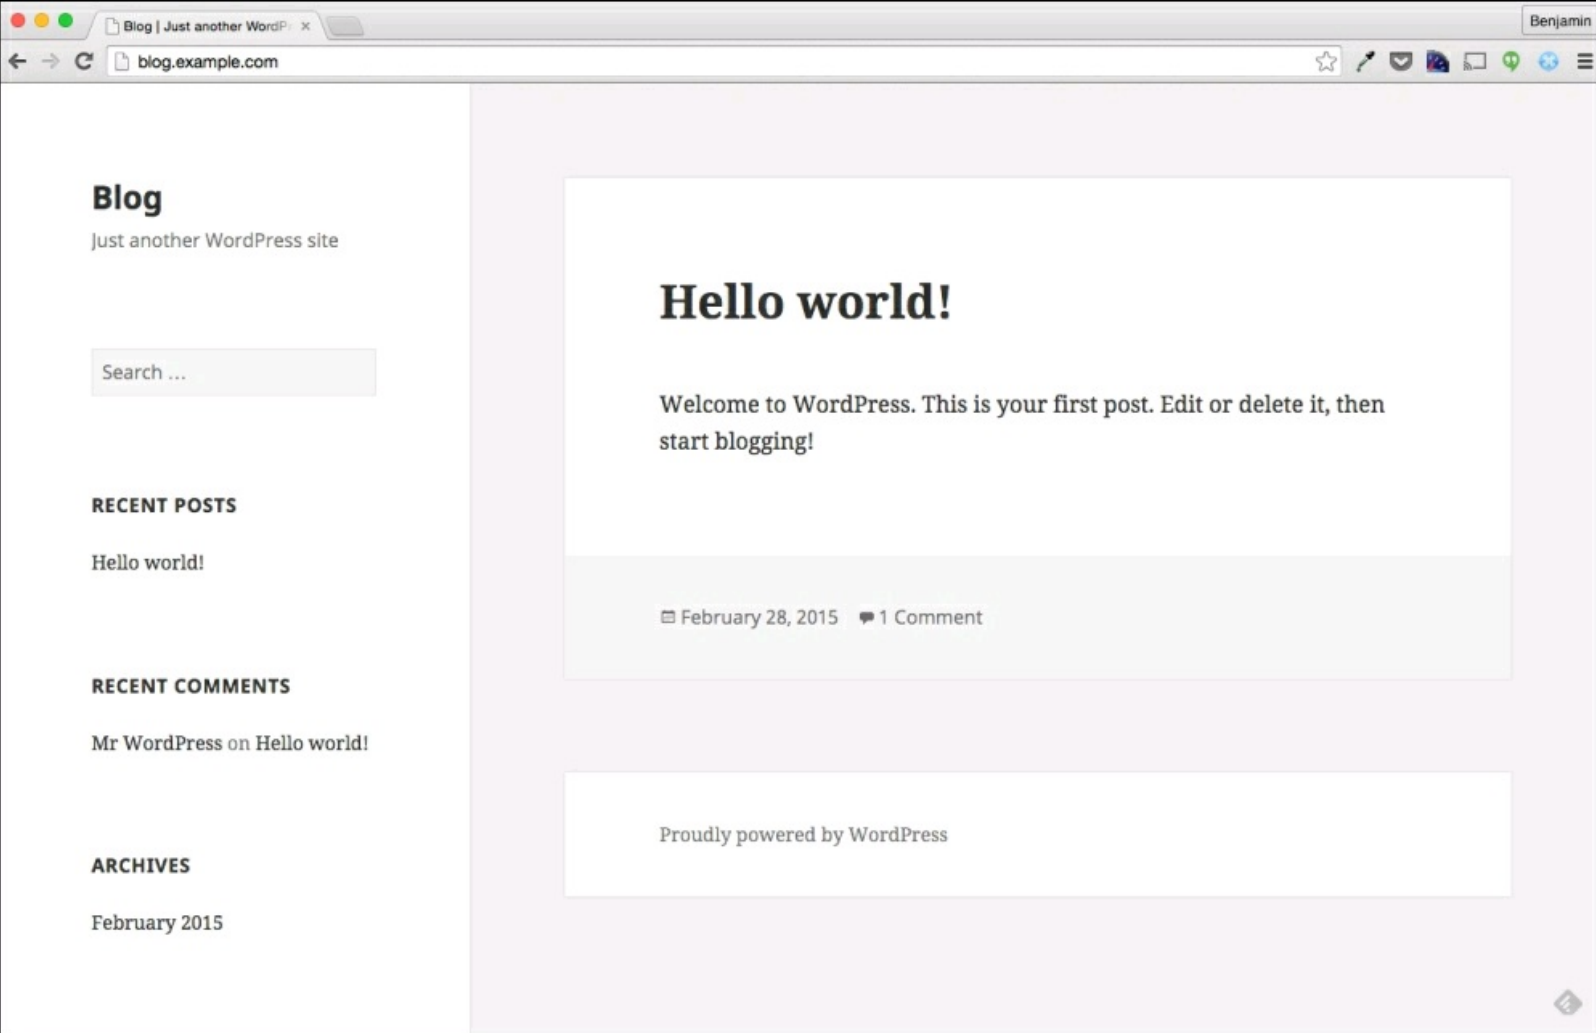 Blog | Just another WordP
Benjamin
blog.example.com
Blog
Just another WordPress site
Search ...
RECENT POSTS
Hello world!
RECENT COMMENTS
Mr WordPress on Hello world!
ARCHIVES
February 2015
Hello world!
Welcome to WordPress. This is your first post. Edit or delete it, then
start blogging!
February 28, 2015 1 Comment
Proudly powered by WordPress